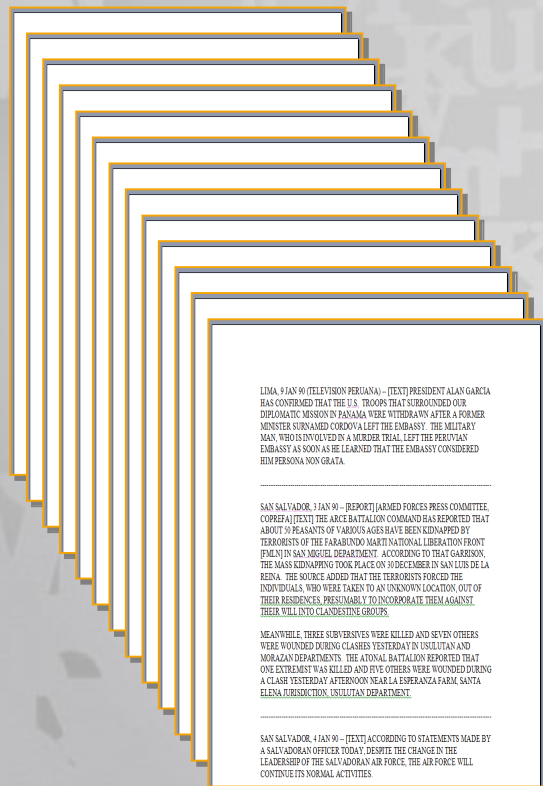 LIMA, 9 JAN 90 (TELEVISION PERUANA) -- [TEXT] PRESIDENT ALAN GARCIA
HAS CONFIRMED THAT THE U.S. TROOPS THAT SURROUNDED OUR
DIPLOMATIC MISSION IN PANAMA WERE WITHDRAWN AFTER A FORMER
MINISTER SURNAMED CORDOVA LEFT THE EMBASSY. THE MILITARY
MAN, WHO IS INVOLVED IN A MURDER TRIAL, LEFT THE PERUVIAN
EMBASSY AS SOON AS HE LEARNED THAT THE EMBASSY CONSIDERED
HIM PERSONA NON GRATA.
SAN SALVADOR, 3 JAN 90 -- [REPORT] [ARMED FORCES PRESS COMMITTEE,
COPREFA] [TEXT] THE ARCE BATTALION COMMAND HAS REPORTED THAT
ABOUT 50 PEASANTS OF VARIOUS AGES HAVE BEEN KIDNAPPED BY
TERRORISTS OF THE FARABUNDO MARTI NATIONAL LIBERATION FRONT
[FMLN] IN SAN MIGUEL DEPARTMENT. ACCORDING TO THAT GARRISON,
THE MASS KIDNAPPING TOOK PLACE ON 30 DECEMBER IN SAN LUIS DE LA
REINA. THE SOURCE ADDED THAT THE TERRORISTS FORCED THE
INDIVIDUALS, WHO WERE TAKEN TO AN UNKNOWN LOCATION, OUT OF
THEIR RESIDENCES, PRESUMABLY TO INCORPORATE THEM AGAINST
THEIR WILL INTO CLANDESTINE GROUPS.
MEANWHILE, THREE SUBVERSIVES WERE KILLED AND SEVEN OTHERS
WERE WOUNDED DURING CLASHES YESTERDAY IN USULUTAN AND
MORAZAN DEPARTMENTS. THE ATONAL BATTALION REPORTED THAT
ONE EXTREMIST WAS KILLED AND FIVE OTHERS WERE WOUNDED DURING
A CLASH YESTERDAY AFTERNOON NEAR LA ESPERANZA FARM, SANTA
ELENA JURISDICTION, USULUTAN DEPARTMENT.
SAN SALVADOR, 4 JAN 90 -- [TEXT] ACCORDING TO STATEMENTS MADE BY
A SALVADORAN OFFICER TODAY, DESPITE THE CHANGE IN THE
LEADERSHIP OF THE SALVADORAN AIR FORCE, THE AIR FORCE WILL
CONTINUE ITS NORMAL ACTIVITIES.